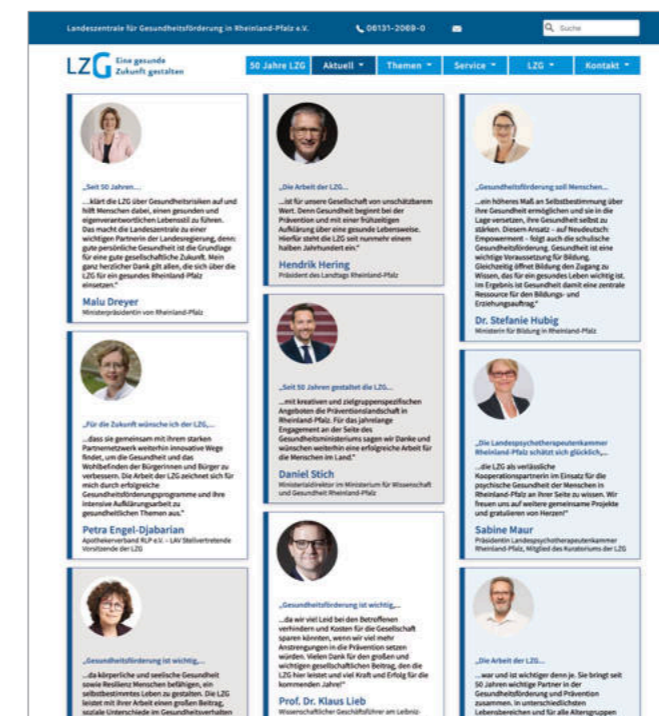 Landeszentrale für Gesundheitsförderung in Rheinland-Pfalz e.V.
06131-2069-0
Suche
LZG Eine gesunde
Zukunft gestalten
50 Jahre LZG
Aktuell
Themen
Service
LZG
Kontakt
„Seit 50 Jahren...
...klärt die LZG über Gesundheitsrisiken auf und
hilft Menschen dabei, einen gesunden und
eigenverantwortlichen Lebensstil zu führen.
Das macht die Landeszentrale zu einer
wichtigen Partnerin der Landesregierung, denn:
gute persönliche Gesundheit ist die Grundlage
für eine gute gesellschaftliche Zukunft. Mein
ganz herzlicher Dank gilt allen, die sich über die
LZG für ein gesundes Rheinland-Pfalz
einsetzen."
Malu Dreyer
Ministerpräsidentin von Rheinland-Pfalz
„Für die Zukunft wünsche ich der LZG,...
...dass sie gemeinsam mit ihrem starken
Partnernetzwerk weiterhin innovative Wege
findet, um die Gesundheit und das
Wohlbefinden der Bürgerinnen und Bürger zu
verbessern. Die Arbeit der LZG zeichnet sich für
mich durch erfolgreiche
Gesundheitsförderungsprogramme und ihre
intensive Aufklärungsarbeit zu
gesundheitlichen Themen aus."
Petra Engel-Djabarian
Apothekerverband RLP e.V. – LAV Stellvertretende
Vorsitzende der LZG
„Gesundheitsförderung ist wichtig,...
...da körperliche und seelische Gesundheit
sowie Resilienz Menschen befähigen, ein
selbstbestimmtes Leben zu gestalten. Die LZG
leistet mit ihrer Arbeit einen großen Beitrag,
soziale Unterschiede im Gesundheitsverhalten
„Die Arbeit der LZG...
...ist für unsere Gesellschaft von unschätzbarem
Wert. Denn Gesundheit beginnt bei der
Prävention und mit einer frühzeitigen
Aufklärung über eine gesunde Lebensweise.
Hierfür steht die LZG seit nunmehr einem
halben Jahrhundert ein."
Hendrik Hering
Präsident des Landtags Rheinland-Pfalz
„Seit 50 Jahren gestaltet die LZG...
...mit kreativen und zielgruppenspezifischen
Angeboten die Präventionslandschaft in
Rheinland-Pfalz. Für das jahrelange
Engagement an der Seite des
Gesundheitsministeriums sagen wir Danke und
wünschen weiterhin eine erfolgreiche Arbeit für
die Menschen im Land."
Daniel Stich
Ministerialdirektor im Ministerium für Wissenschaft
und Gesundheit Rheinland-Pfalz
„Gesundheitsförderung ist wichtig,...
...da wir viel Leid bei den Betroffenen
verhindern und Kosten für die Gesellschaft
sparen könnten, wenn wir viel mehr
Anstrengungen in die Prävention setzen
würden. Vielen Dank für den großen und
wichtigen gesellschaftlichen Beitrag, den die
LZG hier leistet und viel Kraft und Erfolg für die
kommenden Jahre!"
Prof. Dr. Klaus Lieb
Wissenschaftlicher Geschäftsführer am Leibniz-
„Gesundheitsförderung soll Menschen...
...ein höheres Maß an Selbstbestimmung über
ihre Gesundheit ermöglichen und sie in die
Lage versetzen, ihre Gesundheit selbst zu
stärken. Diesem Ansatz – auf Neudeutsch:
Empowerment – folgt auch die schulische
Gesundheitsförderung. Gesundheit ist eine
wichtige Voraussetzung für Bildung.
Gleichzeitig öffnet Bildung den Zugang zu
Wissen, das für ein gesundes Leben wichtig ist.
Im Ergebnis ist Gesundheit damit eine zentrale
Ressource für den Bildungs- und
Erziehungsauftrag."
Dr. Stefanie Hubig
Ministerin für Bildung in Rheinland-Pfalz
„Die Landespsychotherapeutenkammer
Rheinland-Pfalz schätzt sich glücklich,...
...die LZG als verlässliche
Kooperationspartnerin im Einsatz für die
psychische Gesundheit der Menschen in
Rheinland-Pfalz an ihrer Seite zu wissen. Wir
freuen uns auf weitere gemeinsame Projekte
und gratulieren von Herzen!"
Sabine Maur
Präsidentin Landespsychotherapeutenkammer
Rheinland-Pfalz, Mitglied des Kuratoriums der LZG
„Die Arbeit der LZG...
...war und ist wichtiger denn je. Sie bringt seit
50 Jahren wichtige Partner in der
Gesundheitsförderung und Prävention
zusammen. In unterschiedlichsten
Lebensbereichen und für alle Altersgruppen